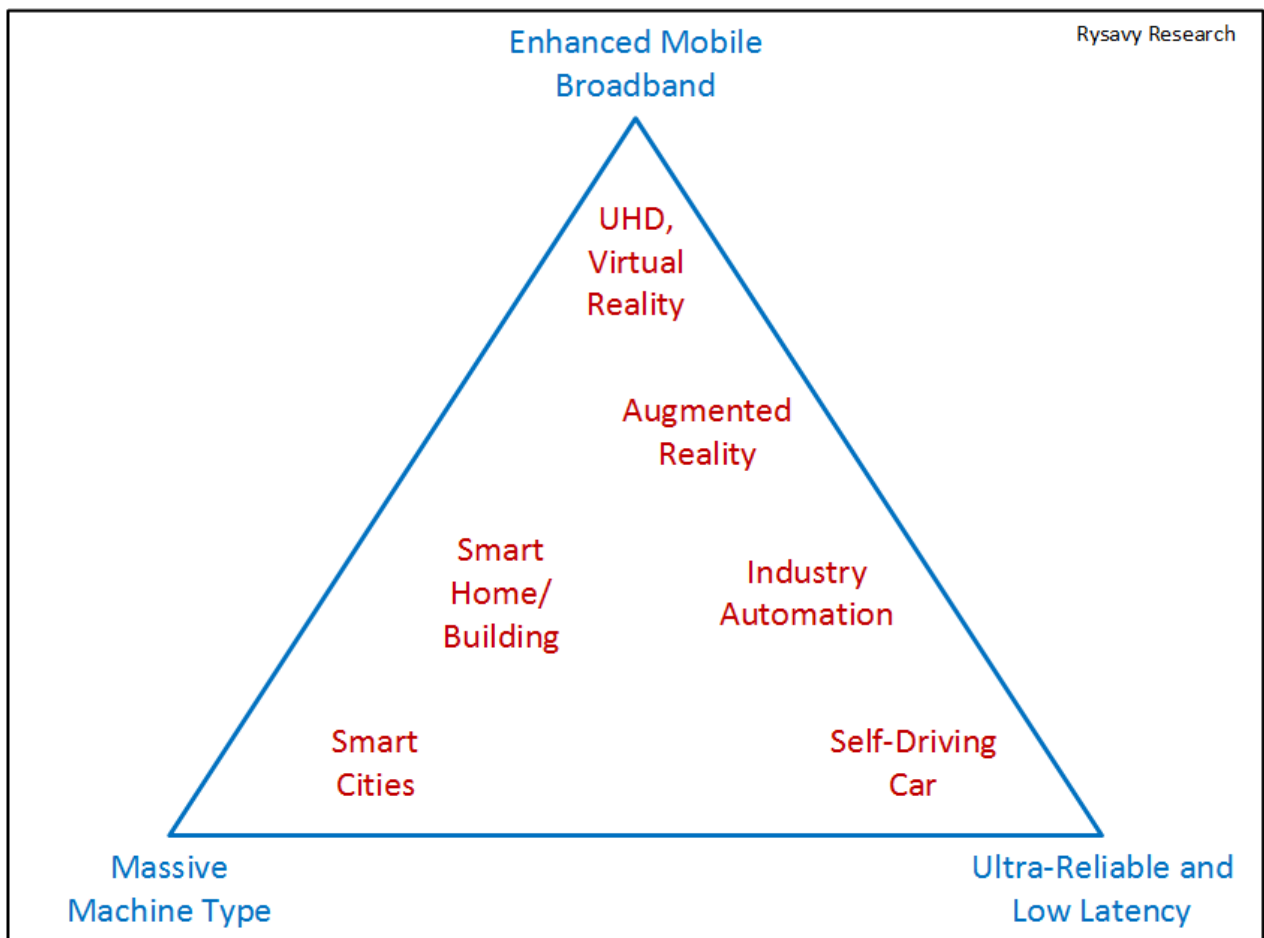 Rysavy Research
Enhanced Mobile
Broadband
UHD,
Virtual
Reality
Augmented
Reality
Smart
Home/
Building
Industry
Automation
Smart
Cities
Self-Driving
Car
Massive
Machine Type
Ultra-Reliable and
Low Latency